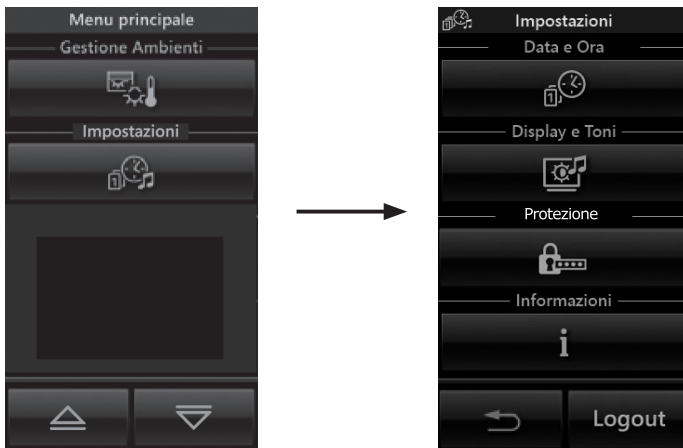 Menu principale
Gestione Ambienti
Impostazioni
Impostazioni
Data e Ora
Display e Toni
Protezione
Informazioni
Logout